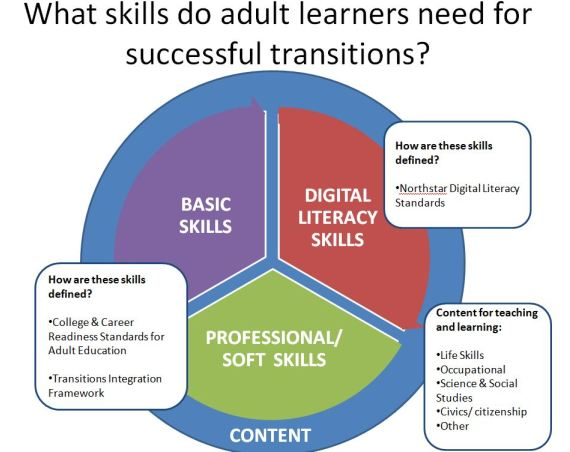 What skills do adult learners need for
successful transitions?
BASIC
SKILLS
DIGITAL
LITERACY
SKILLS
How are these skills
defined?
•Northstar Digital Literacy
Standards
How are these skills
defined?
•College & Career
Readiness Standards for
Adult Education
•Transitions Integration
Framework
PROFESSIONAL/
SOFT SKILLS
Content for teaching
and learning:
•Life Skills
•Occupational
•Science & Social
Studies
•Civics/ citizenship
•Other
CONTENT